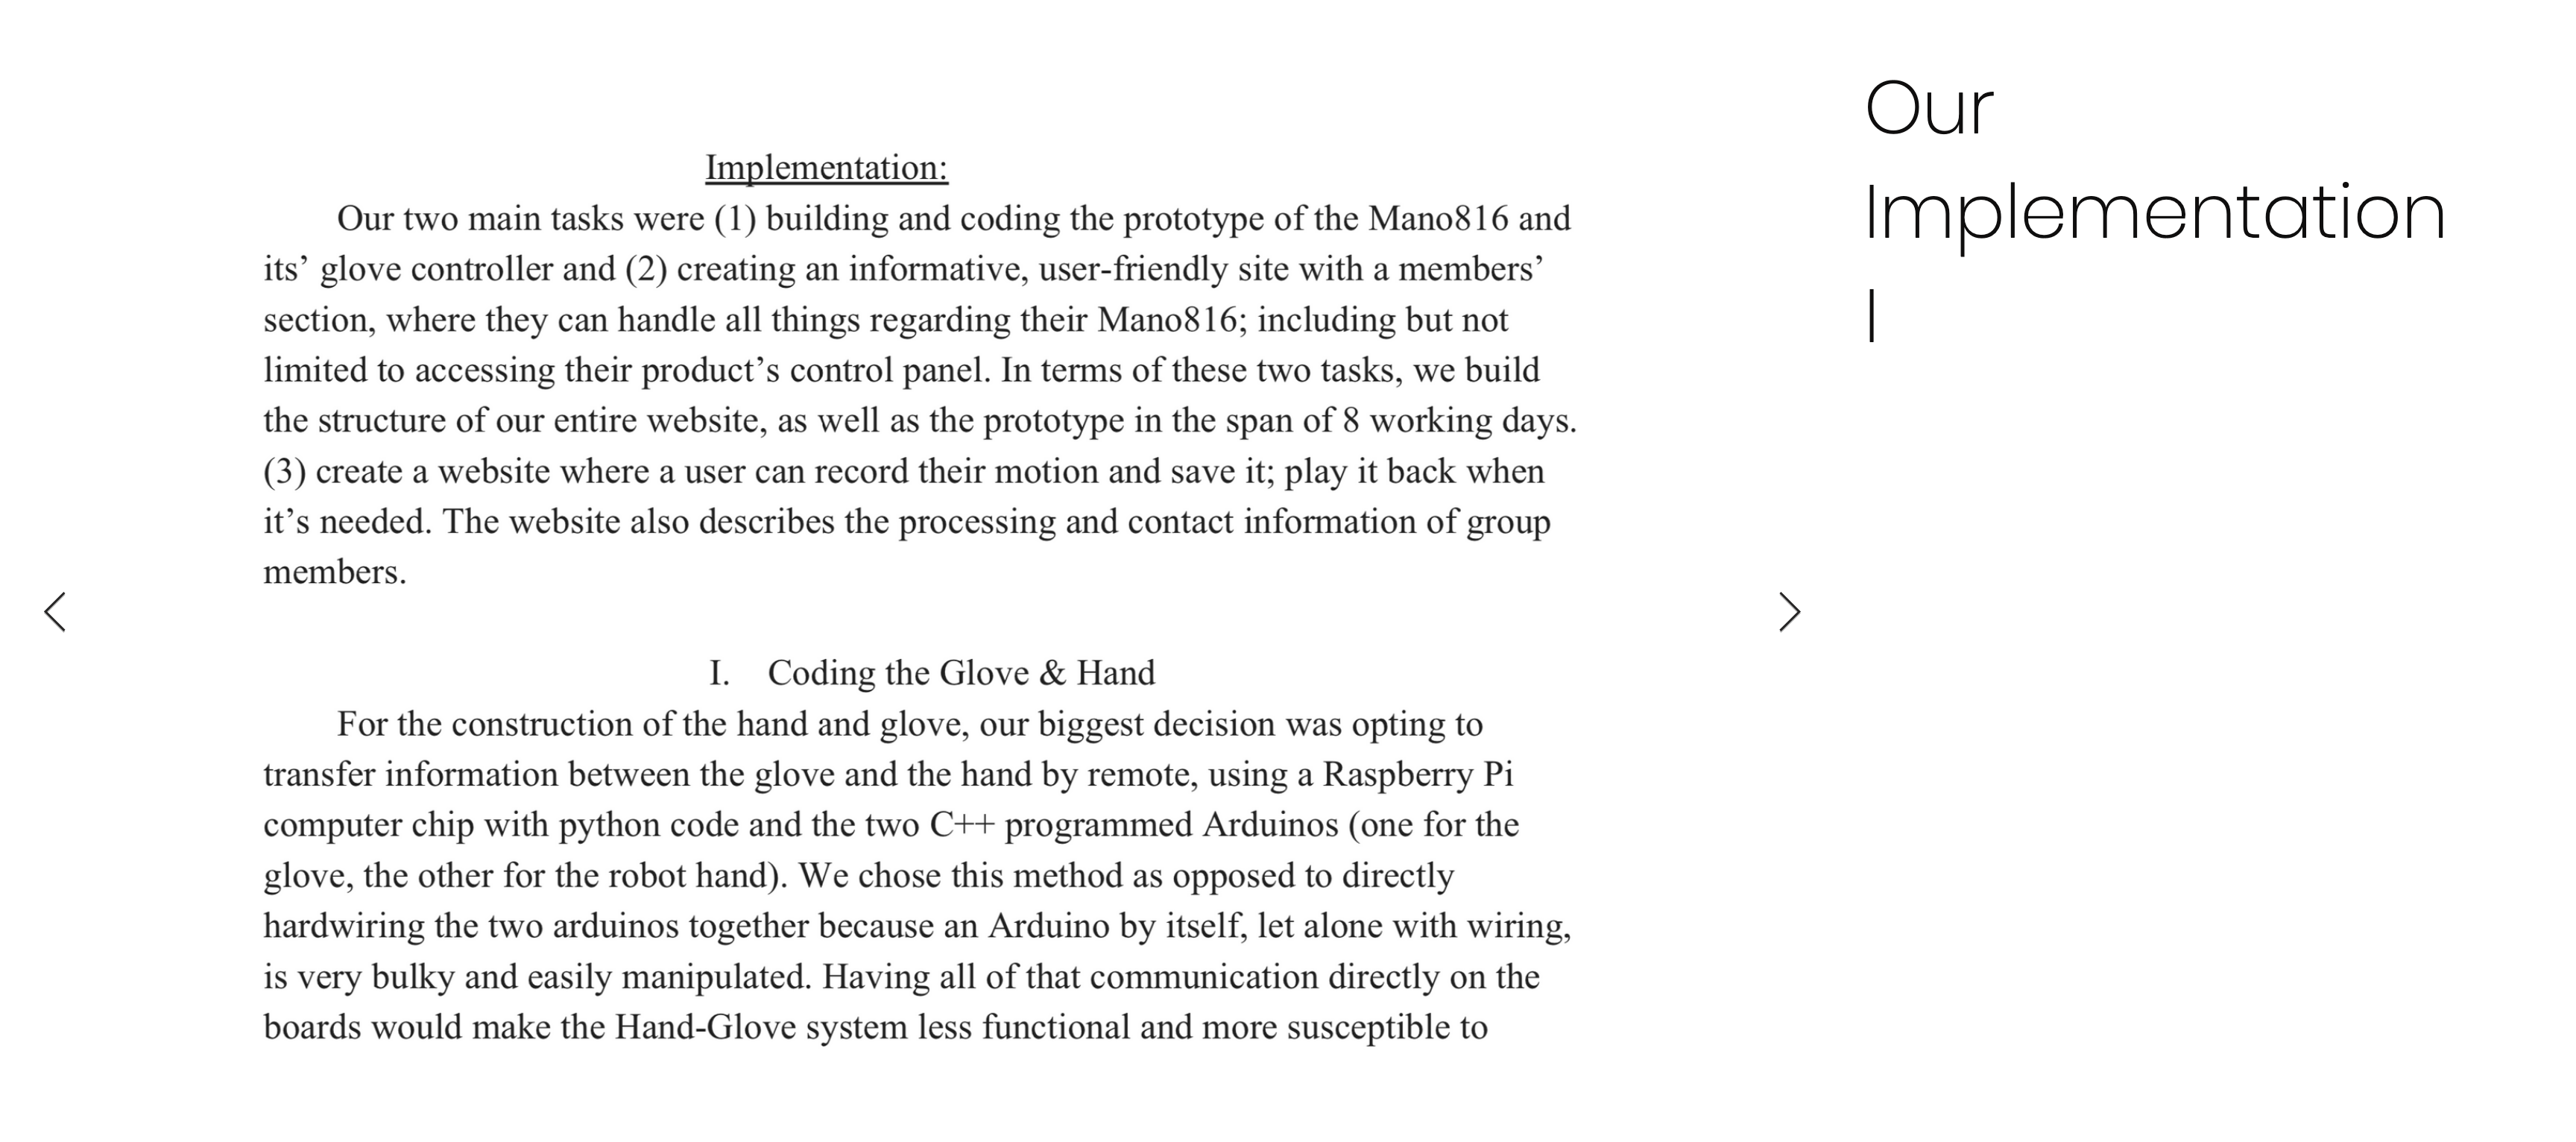 Implementation:
Our two main tasks were (1) building and coding the prototype of the Mano816 and
its’ glove controller and (2) creating an informative, user-friendly site with a members’
section, where they can handle all things regarding their Mano816; including but not
limited to accessing their product’s control panel. In terms of these two tasks, we build
the structure of our entire website, as well as the prototype in the span of 8 working days.
(3) create a website where a user can record their motion and save it; play it back when
it’s needed. The website also describes the processing and contact information of group
members.
I. Coding the Glove & Hand
For the construction of the hand and glove, our biggest decision was opting to
transfer information between the glove and the hand by remote, using a Raspberry Pi
computer chip with python code and the two C++ programmed Arduinos (one for the
glove, the other for the robot hand). We chose this method as opposed to directly
hardwiring the two arduinos together because an Arduino by itself, let alone with wiring,
is very bulky and easily manipulated. Having all of that communication directly on the
boards would make the Hand-Glove system less functional and more susceptible to
Our
Implementation
I